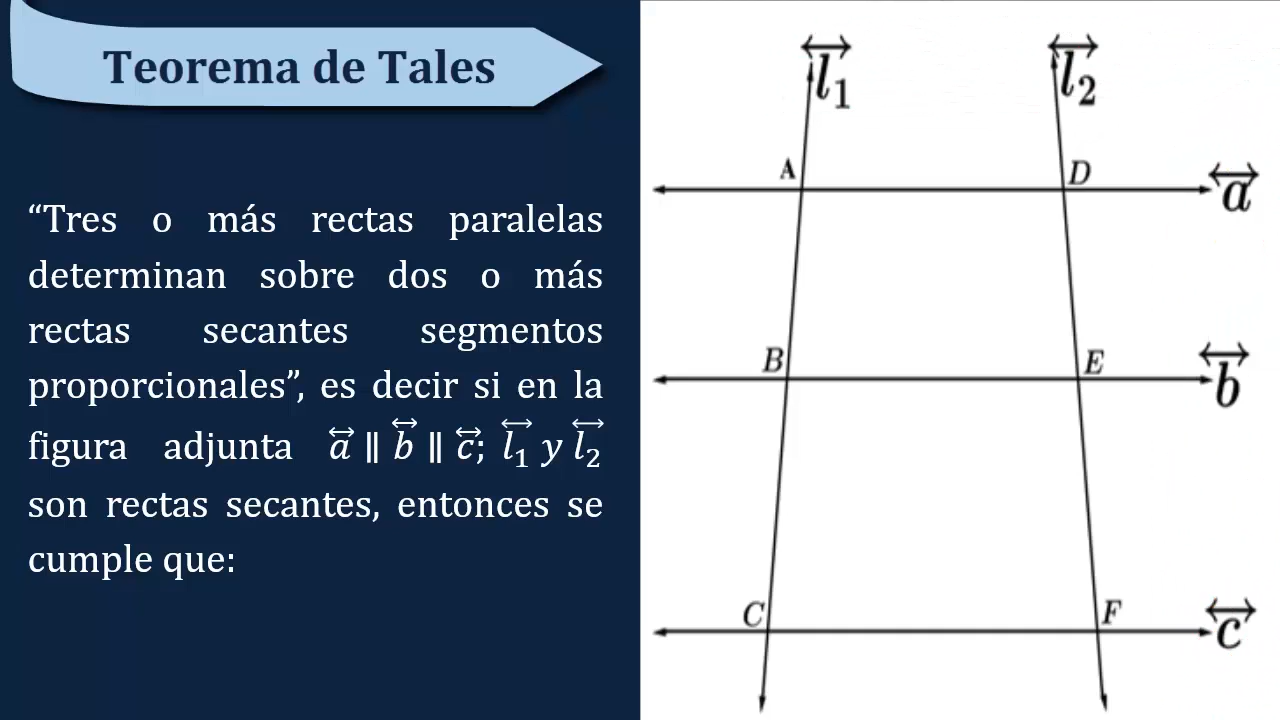 Teorema de Tales
“Tres o más rectas paralelas
determinan sobre dos o más
rectas secantes segmentos
proporcionales”, es decir si en la
figura adjunta a⃡ ∥ b⃡ ∥ c⃡; l₁⃡ y l₂⃡
son rectas secantes, entonces se
cumple que:
l₁⃡ l₂⃡
A D a⃡
B E b⃡
C F c⃡